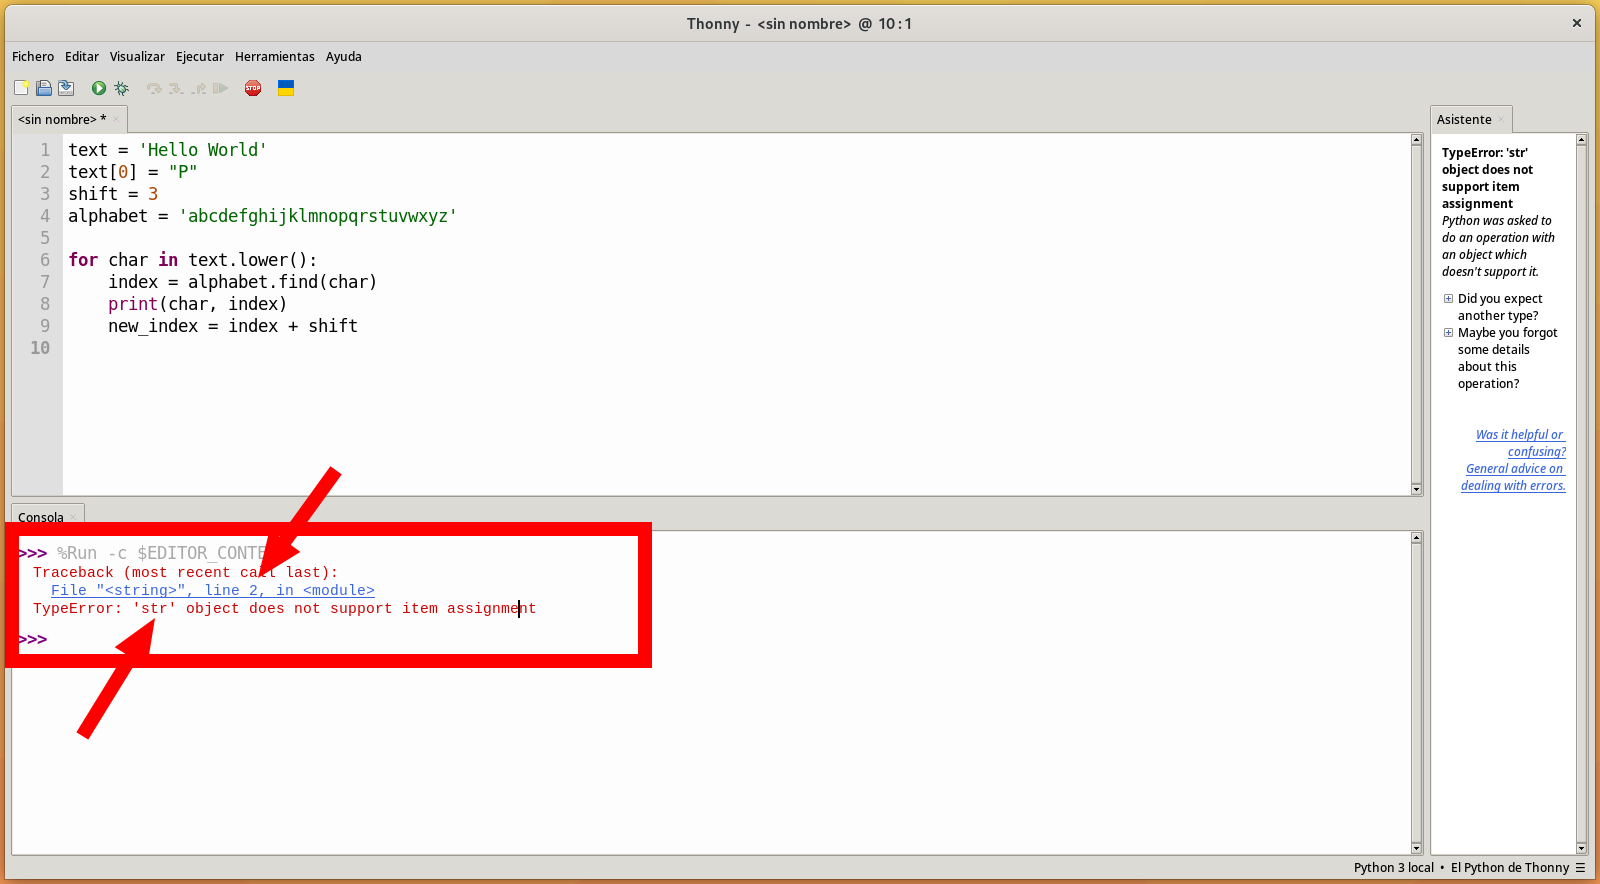 Thonny - <sin nombre> @ 10:1
Fichero Editar Visualizar Ejecutar Herramientas Ayuda
STOP
<sin nombre> *
1 text = 'Hello World'
2 text[0] = "P"
3 shift = 3
4 alphabet = 'abcdefghijklmnopqrstuvwxyz'
5
6 for char in text.lower():
7     index = alphabet.find(char)
8     print(char, index)
9     new_index = index + shift
10
Consola
>>> %Run -c $EDITOR_CONTE
Traceback (most recent call last):
File "<string>", line 2, in <module>
TypeError: 'str' object does not support item assignment
>>>
Asistente
TypeError: 'str'
object does not
support item
assignment
Python was asked to
do an operation with
an object which
doesn't support it.
Did you expect
another type?
Maybe you forgot
some details
about this
operation?
Was it helpful or
confusing?
General advice on
dealing with errors.
Python 3 local • El Python de Thonny ☰